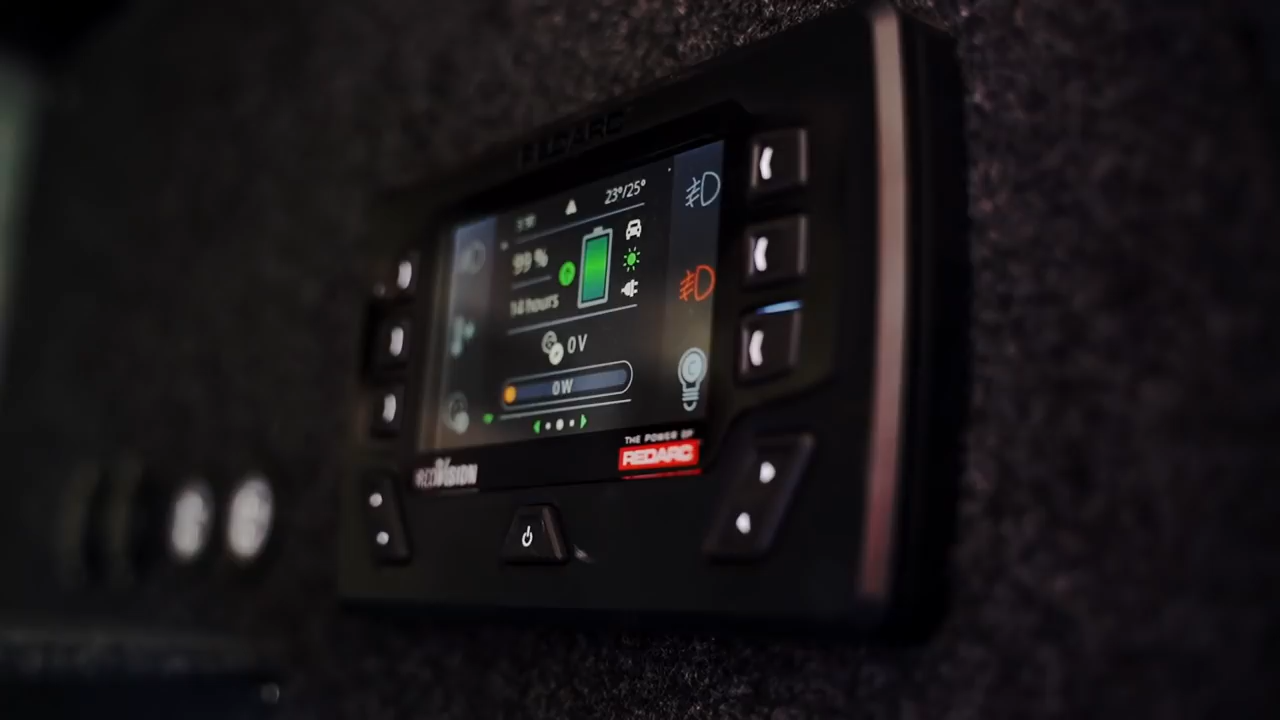 23°/25°
99 %
14 hours
0V
0W
THE POWER OF
REDARC
REDVISION